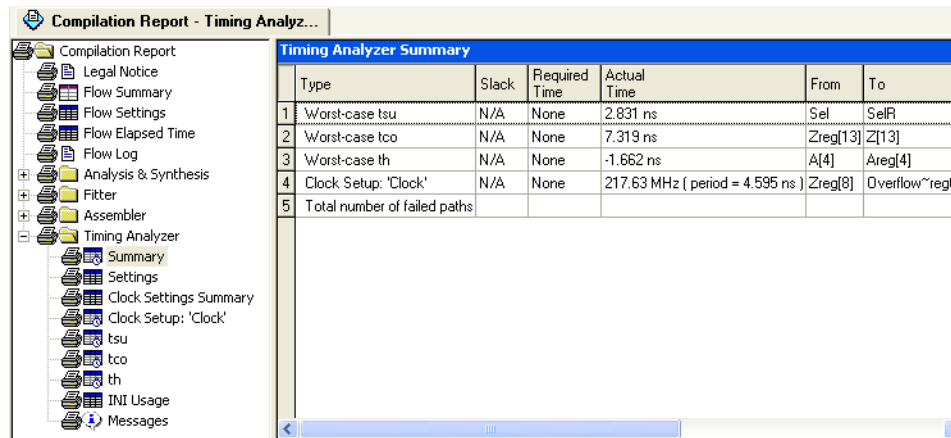 Compilation Report - Timing Analyz...
Compilation Report
Legal Notice
Flow Summary
Flow Settings
Flow Elapsed Time
Flow Log
Analysis & Synthesis
Fitter
Assembler
Timing Analyzer
Summary
Settings
Clock Settings Summary
Clock Setup: 'Clock'
tsu
tco
th
INI Usage
Messages
Timing Analyzer Summary
Type Slack Required Time Actual Time From To
1 Worst-case tsu N/A None 2.831 ns Sel SelR
2 Worst-case tco N/A None 7.319 ns Zreg[13] Z[13]
3 Worst-case th N/A None -1.662 ns A[4] Areg[4]
4 Clock Setup: 'Clock' N/A None 217.63 MHz ( period = 4.595 ns ) Zreg[8] Overflow~reg
5 Total number of failed paths